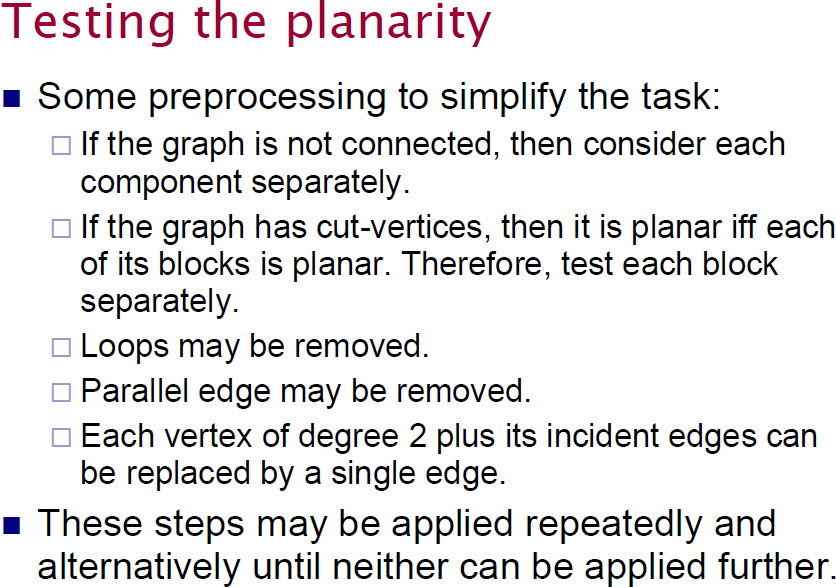 Testing the planarity
Some preprocessing to simplify the task:
If the graph is not connected, then consider each
component separately.
If the graph has cut-vertices, then it is planar iff each
of its blocks is planar. Therefore, test each block
separately.
Loops may be removed.
Parallel edge may be removed.
Each vertex of degree 2 plus its incident edges can
be replaced by a single edge.
These steps may be applied repeatedly and
alternatively until neither can be applied further.